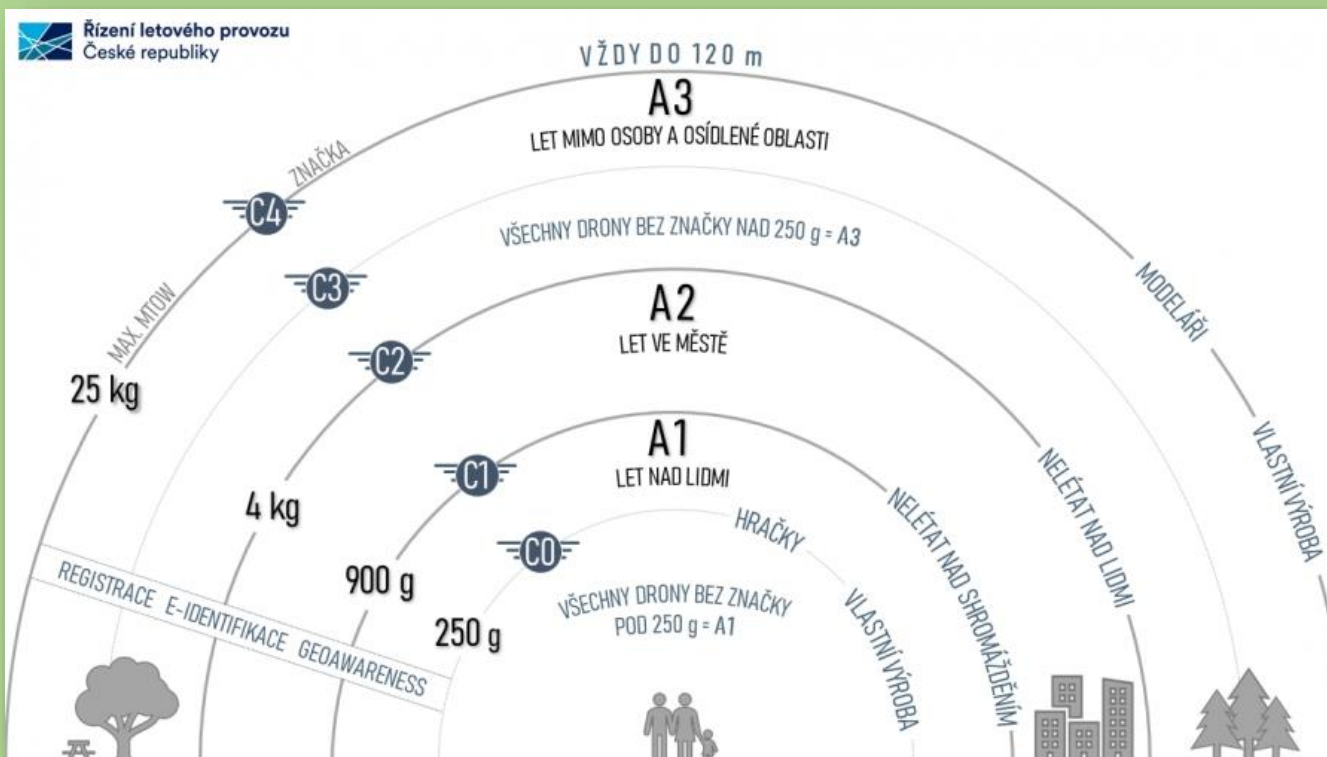 Řízení letového provozu
České republiky
VŽDY DO 120 m
A3
LET MIMO OSOBY A OSÍDLENÉ OBLASTI
ZNAČKA
C4
VŠECHNY DRONY BEZ ZNAČKY NAD 250 g = A3
C3
MODELÁŘI
MAX. MTOW
A2
LET VE MĚSTĚ
C2
25 kg
A1
LET NAD LIDMI
C1
VLASTNÍ VÝROBA
NELÉTAT NAD LIDMI
4 kg
NELÉTAT NAD SHROMÁŽDĚNÍM
HRAČKY
C0
900 g
VŠECHNY DRONY BEZ ZNAČKY
POD 250 g = A1
250 g
VLASTNÍ VÝROBA
REGISTRACE E-IDENTIFIKACE GEOAWARENESS